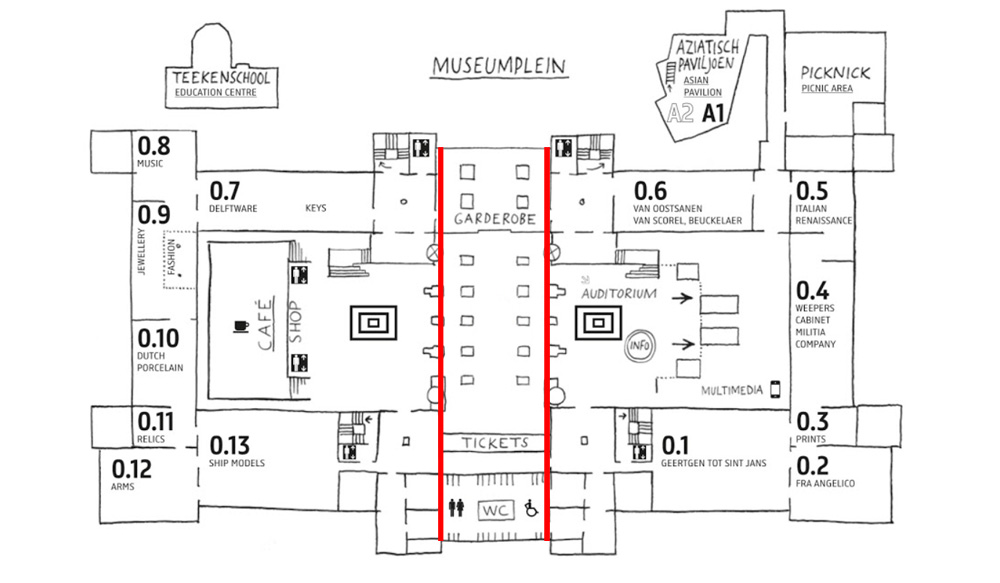 MUSEUMPLEIN
TEEKENSCHOOL
EDUCATION CENTRE
AZIATISCH
PAVILJOEN
ASIAN
PAVILION
A2 A1
PICKNICK
PICNIC AREA
0.8
MUSIC
0.7
DELFTWARE
KEYS
0.9
JEWELLERY
FASHION
GARDEROBE
0.6
VAN OOSTSANEN
VAN SCOREL, BEUCKELAER
0.5
ITALIAN
RENAISSANCE
CAFÉ
SHOP
AUDITORIUM
INFO
MULTIMEDIA
0.4
WEEPERS
CABINET
MILITIA
COMPANY
0.10
DUTCH
PORCELAIN
0.11
RELICS
0.12
ARMS
0.13
SHIP MODELS
TICKETS
WC
0.1
GEERTGEN TOT SINT JANS
0.3
PRINTS
0.2
FRA ANGELICO